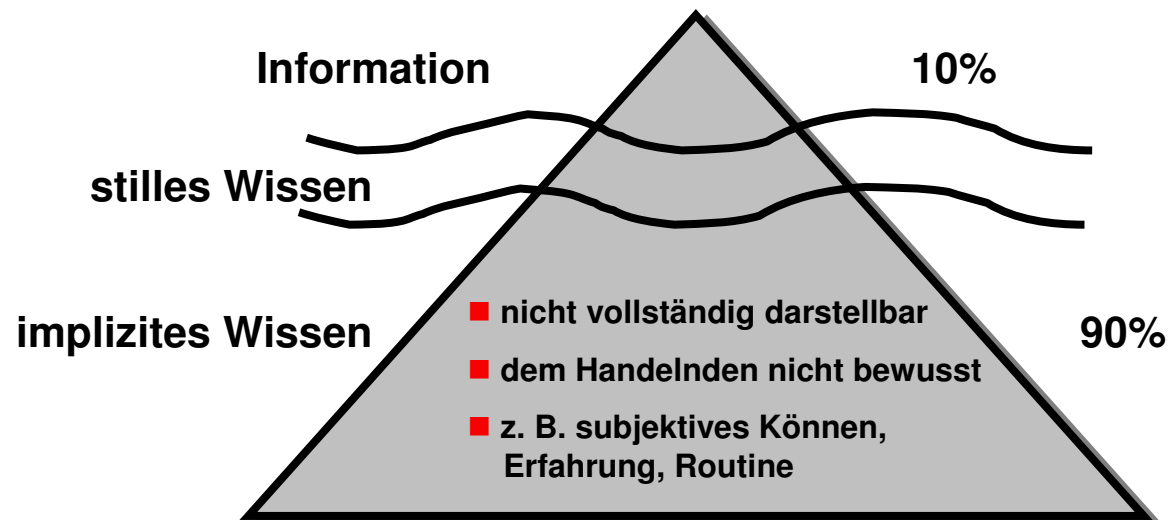 Information
10%
stilles Wissen
implizites Wissen
nicht vollständig darstellbar
90%
dem Handelnden nicht bewusst
z. B. subjektives Können,
Erfahrung, Routine